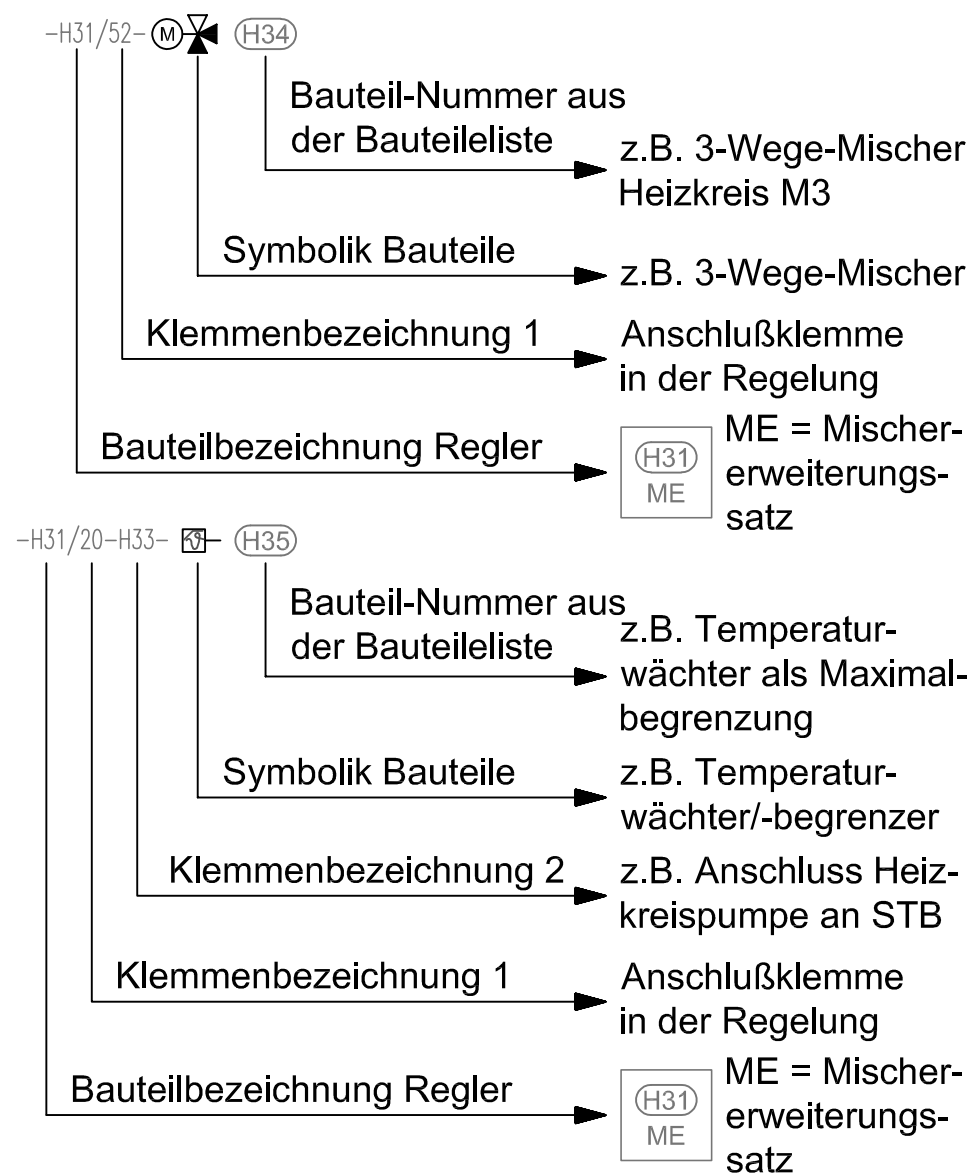 -H31/52- M H34
Bauteil-Nummer aus
der Bauteileliste
z.B. 3-Wege-Mischer
Heizkreis M3
Symbolik Bauteile
z.B. 3-Wege-Mischer
Klemmenbezeichnung 1
Anschlußklemme
in der Regelung
Bauteilbezeichnung Regler
H31
ME
ME = Mischer-
erweiterungs-
satz
-H31/20-H33- H35
Bauteil-Nummer aus
der Bauteileliste
z.B. Temperatur-
wächter als Maximal-
begrenzung
Symbolik Bauteile
z.B. Temperatur-
wächter/-begrenzer
Klemmenbezeichnung 2
z.B. Anschluss Heiz-
kreispumpe an STB
Klemmenbezeichnung 1
Anschlußklemme
in der Regelung
Bauteilbezeichnung Regler
H31
ME
ME = Mischer-
erweiterungs-
satz